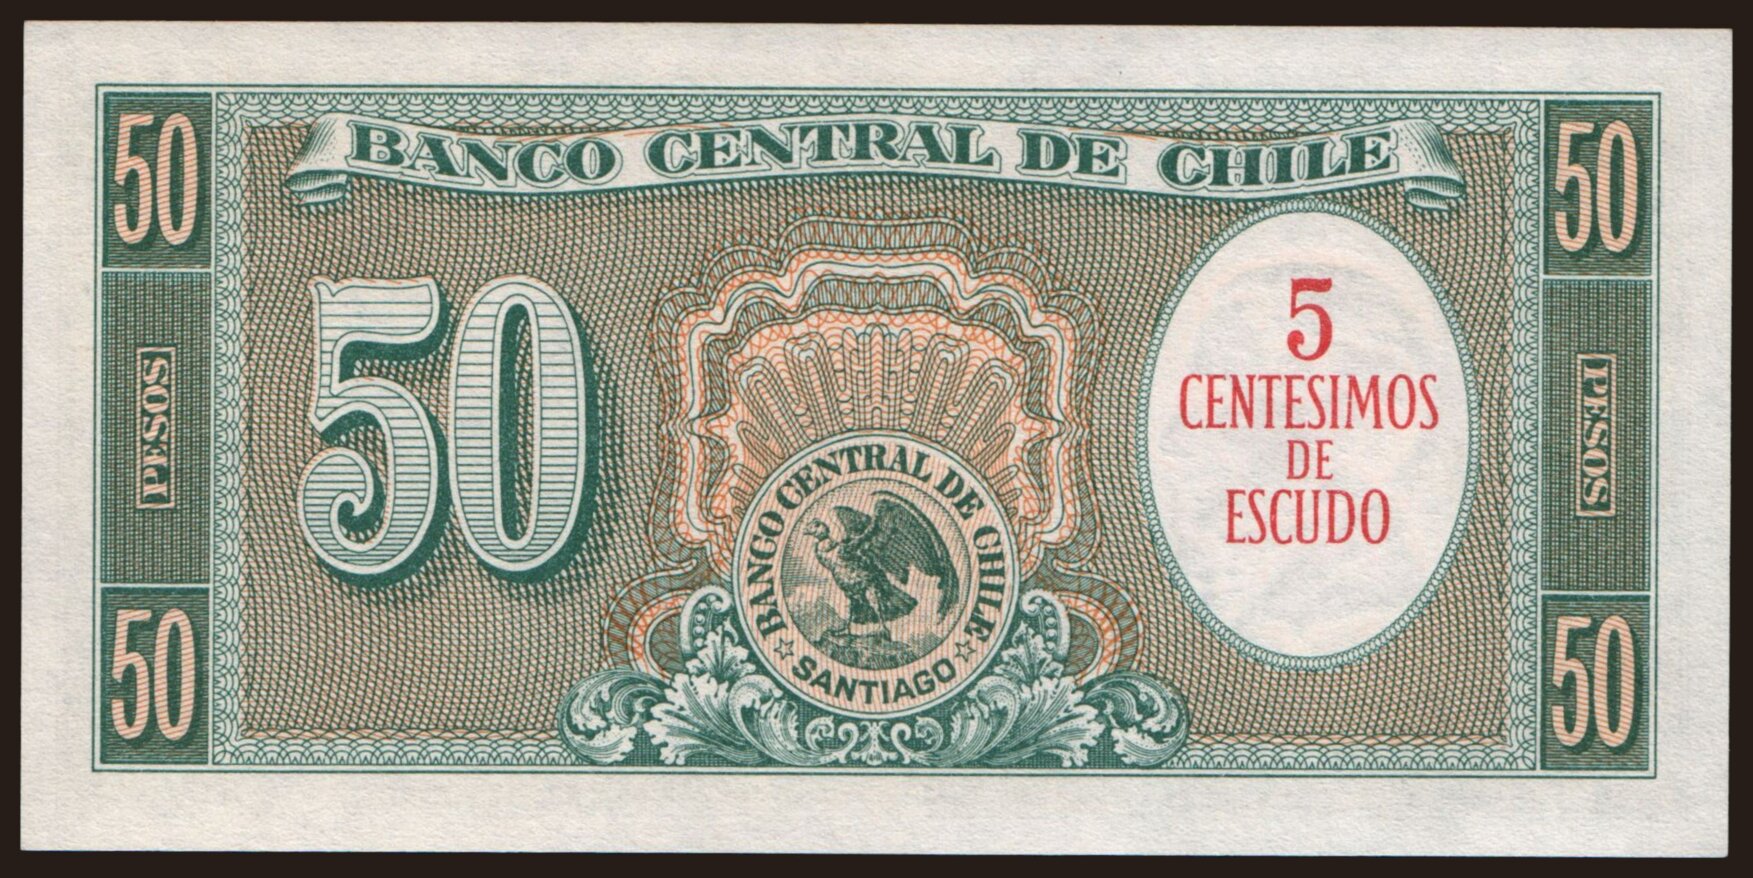 BANCO CENTRAL DE CHILE
50
50
PESOS
PESOS
50
5
CENTESIMOS
DE
ESCUDO
BANCO CENTRAL DE CHILE
SANTIAGO
50
50